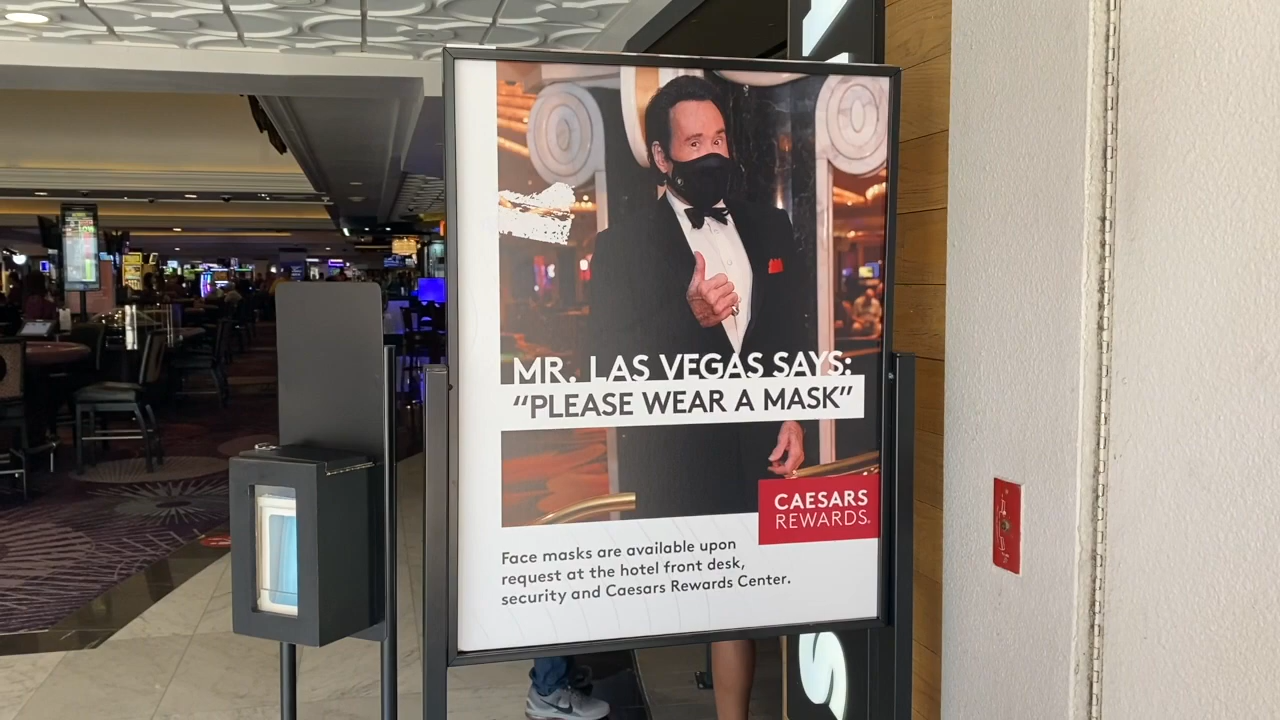 MR. LAS VEGAS SAYS:
“PLEASE WEAR A MASK”
CAESARS
REWARDS®
Face masks are available upon
request at the hotel front desk,
security and Caesars Rewards Center.